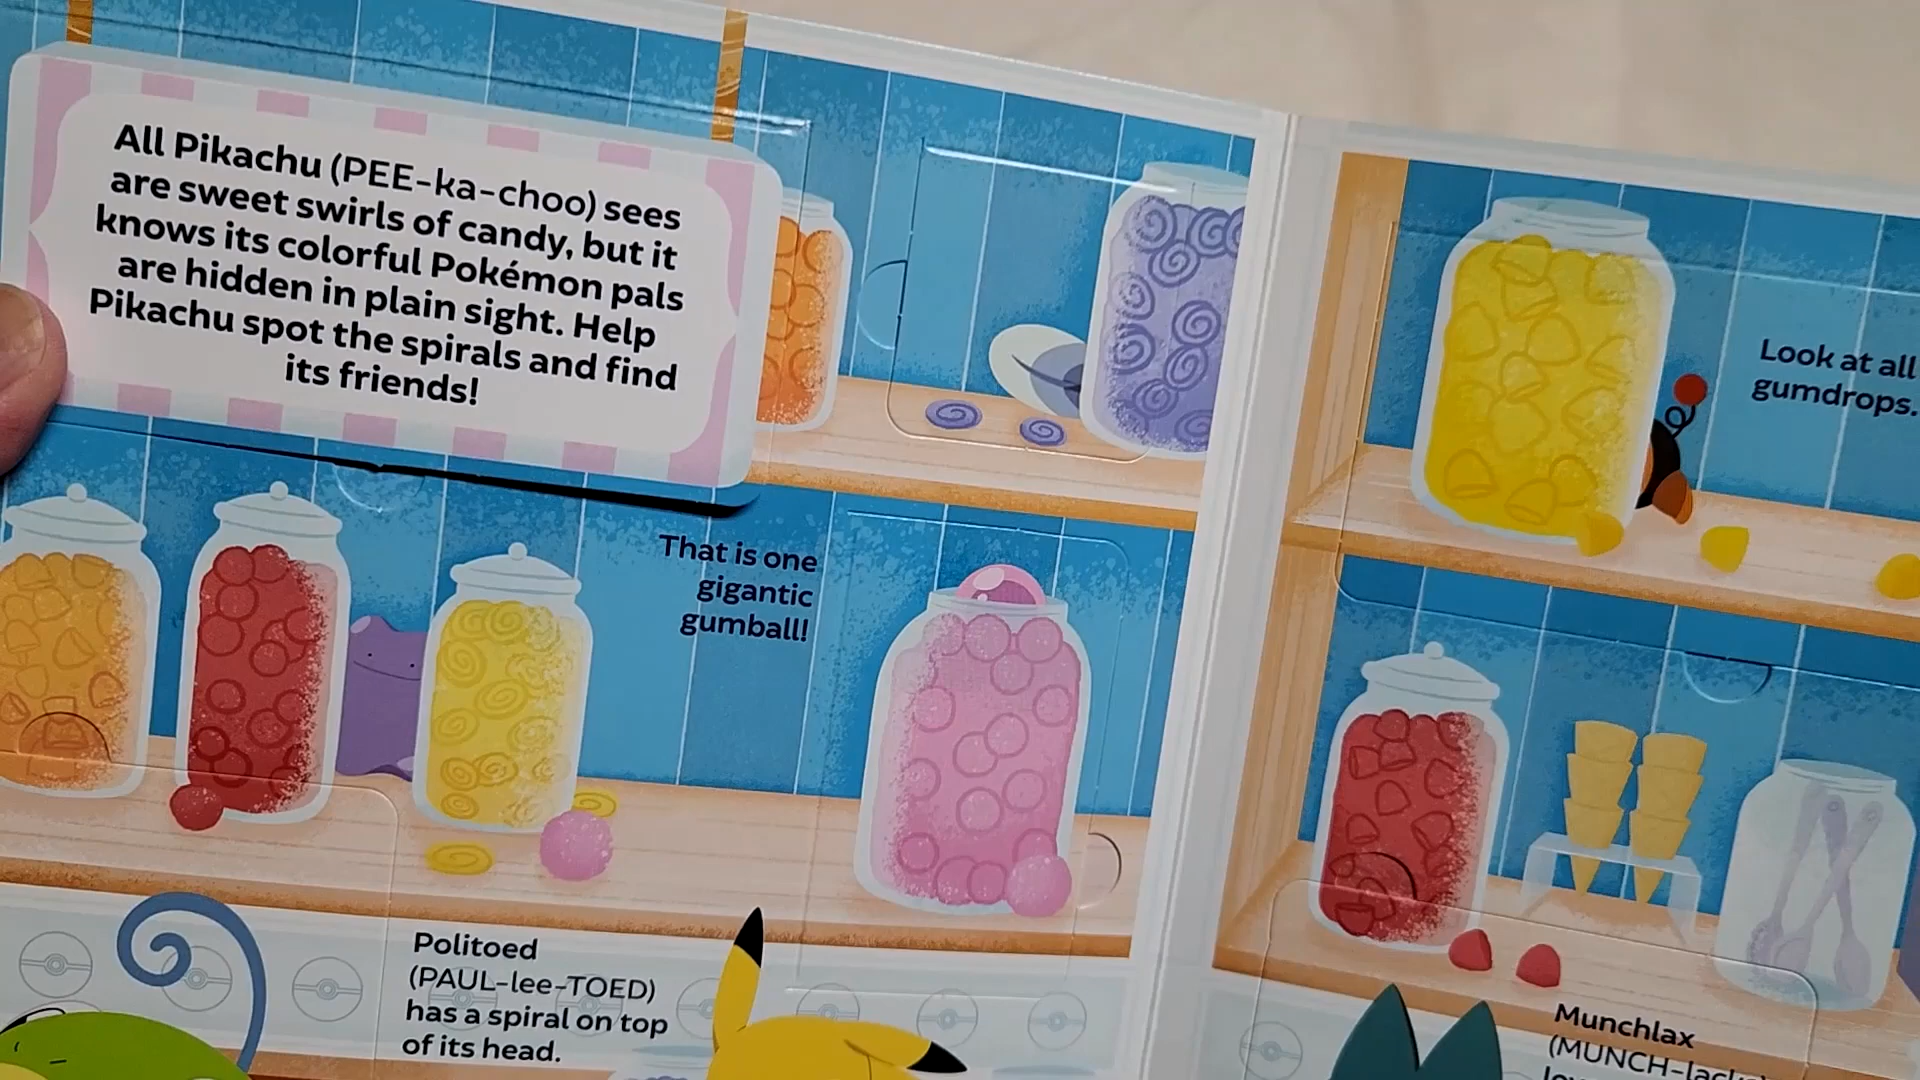 All Pikachu (PEE-ka-choo) sees
are sweet swirls of candy, but it
knows its colorful Pokémon pals
are hidden in plain sight. Help
Pikachu spot the spirals and find
its friends!
That is one
gigantic
gumball!
Politoed
(PAUL-lee-TOED)
has a spiral on top
of its head.
Look at all
gumdrops.
Munchlax